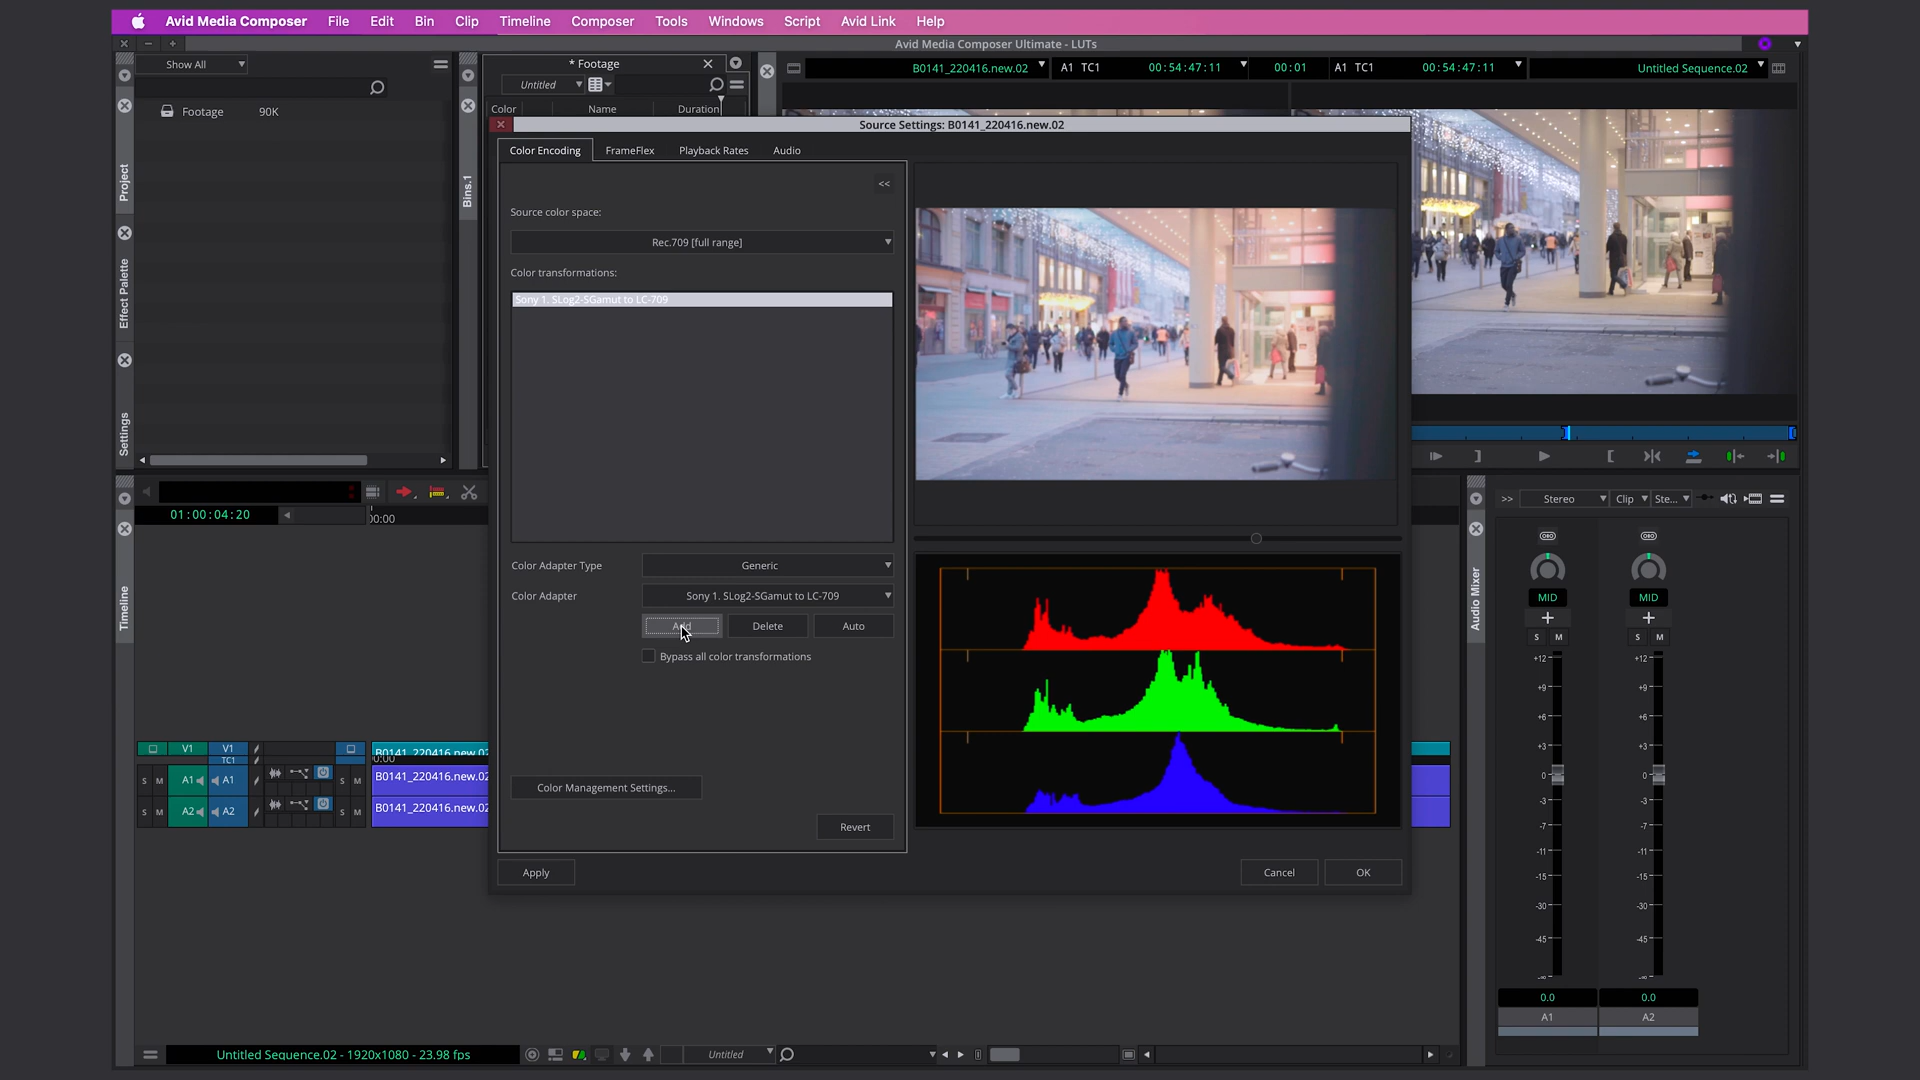 Avid Media Composer File Edit Bin Clip Timeline Composer Tools Windows Script Avid Link Help
Avid Media Composer Ultimate - LUTs
Show All
Footage 90K
Project
Effect Palette
Settings
Bins.1
* Footage
Untitled
Color Name Duration
B0141_220416.new.02 A1 TC1 00:54:47:11 00:01 A1 TC1 00:54:47:11 Untitled Sequence.02
Source Settings: B0141_220416.new.02
Color Encoding FrameFlex Playback Rates Audio
<<
Source color space:
Rec.709 [full range]
Color transformations:
Sony 1. SLog2-SGamut to LC-709
Color Adapter Type Generic
Color Adapter Sony 1. SLog2-SGamut to LC-709
Add Delete Auto
Bypass all color transformations
Color Management Settings...
Revert
Apply Cancel OK
01:00:04:20
00:00
Timeline
V1 V1
TC1
S M A1 A1 S M
S M A2 A2 S M
B0141_220416.new.02
0:00
B0141_220416.new.02
B0141_220416.new.02
Untitled Sequence.02 - 1920x1080 - 23.98 fps
Untitled
>> Stereo Clip Ste...
Audio Mixer
MID MID
S M S M
+12 +12
+9 +9
+6 +6
+3 +3
0 0
-3 -3
-7 -7
-11 -11
-15 -15
-30 -30
-45 -45
-∞ -∞
0.0 0.0
A1 A2